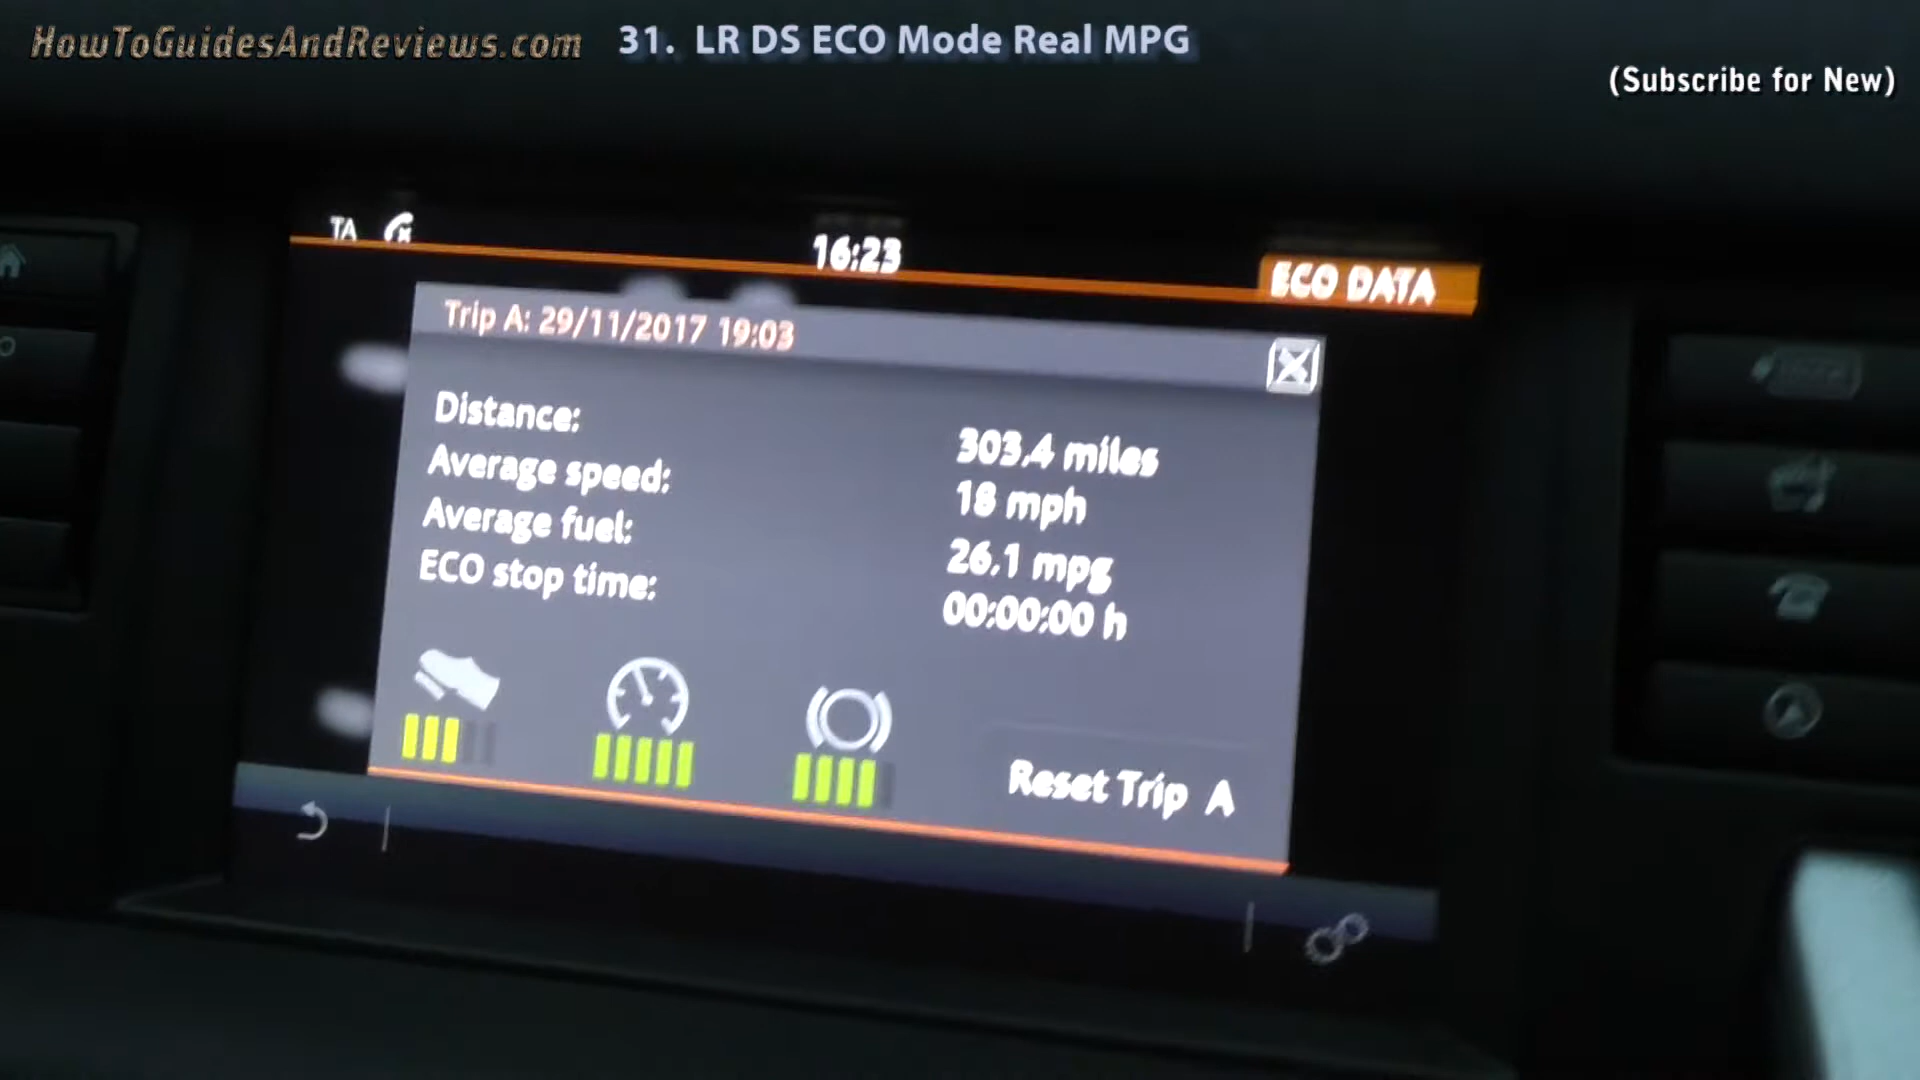 HowToGuidesAndReviews.com
31. LR DS ECO Mode Real MPG
(Subscribe for New)
TA
16:23
ECO DATA
Trip A: 29/11/2017 19:03
Distance: 303.4 miles
Average speed: 18 mph
Average fuel: 26.1 mpg
ECO stop time: 00:00:00 h
Reset Trip A